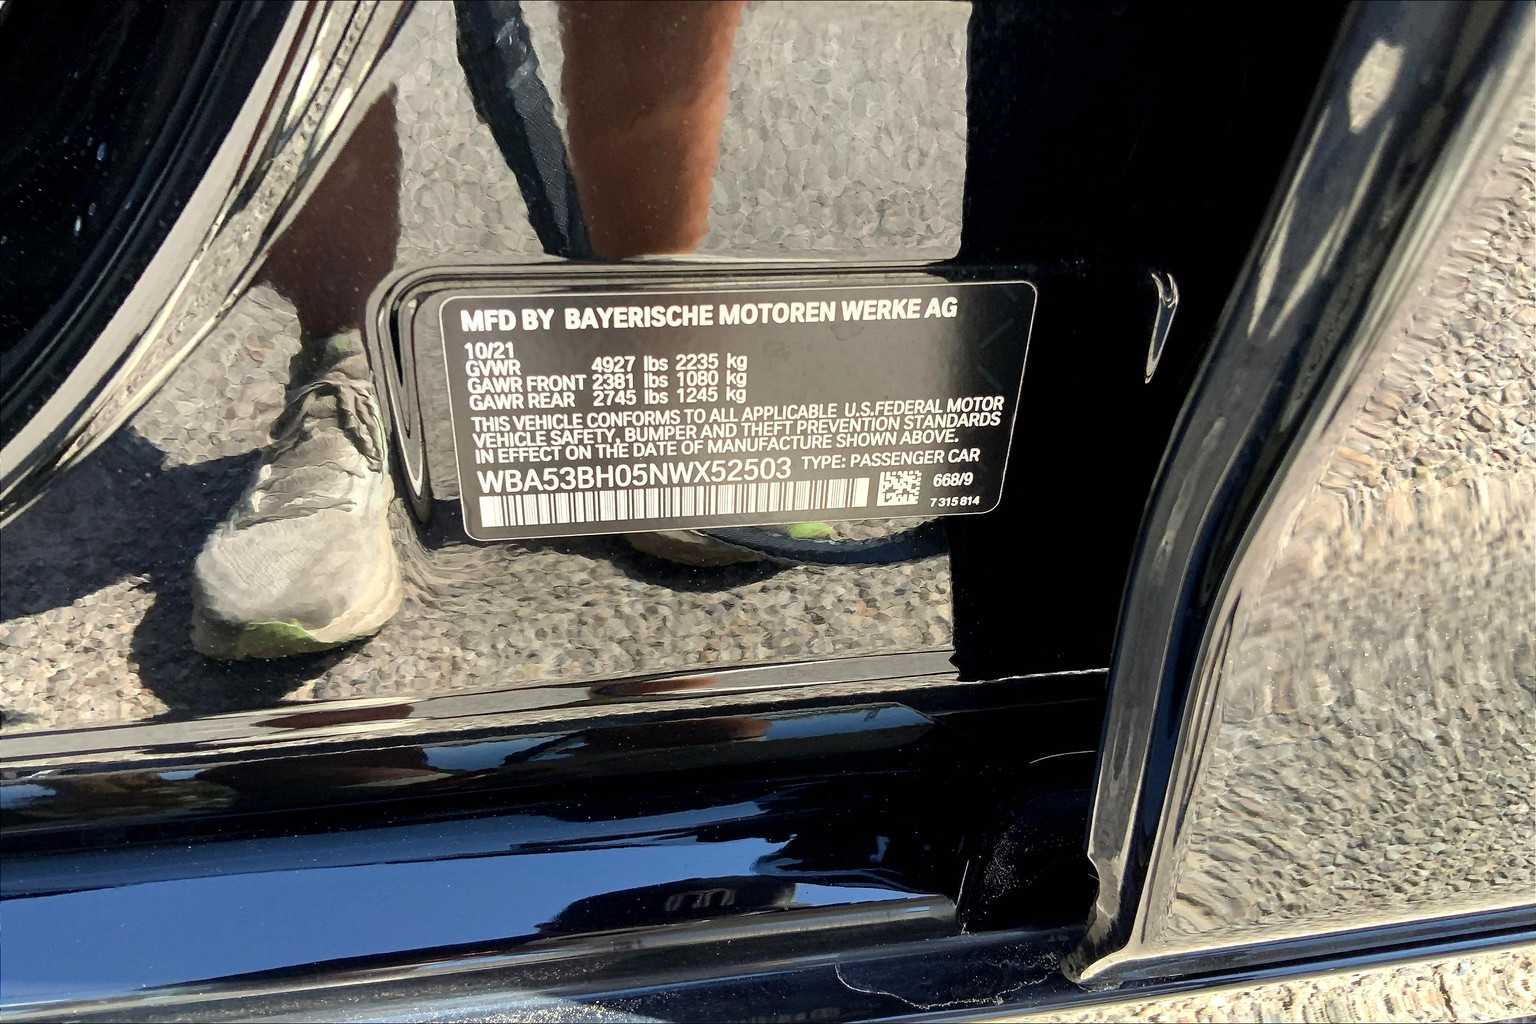 MFD BY BAYERISCHE MOTOREN WERKE AG
10/21
GVWR 4927 lbs 2235 kg
GAWR FRONT 2381 lbs 1080 kg
GAWR REAR 2745 lbs 1245 kg
THIS VEHICLE CONFORMS TO ALL APPLICABLE U.S.FEDERAL MOTOR
VEHICLE SAFETY, BUMPER AND THEFT PREVENTION STANDARDS
IN EFFECT ON THE DATE OF MANUFACTURE SHOWN ABOVE.
WBA53BH05NWX52503 TYPE: PASSENGER CAR
668/9
7 315 814